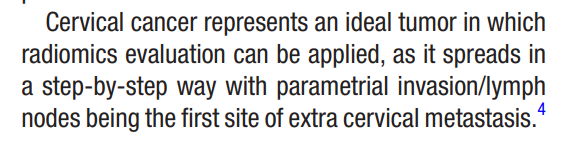 Cervical cancer represents an ideal tumor in which
radiomics evaluation can be applied, as it spreads in
a step-by-step way with parametrial invasion/lymph
nodes being the first site of extra cervical metastasis.4